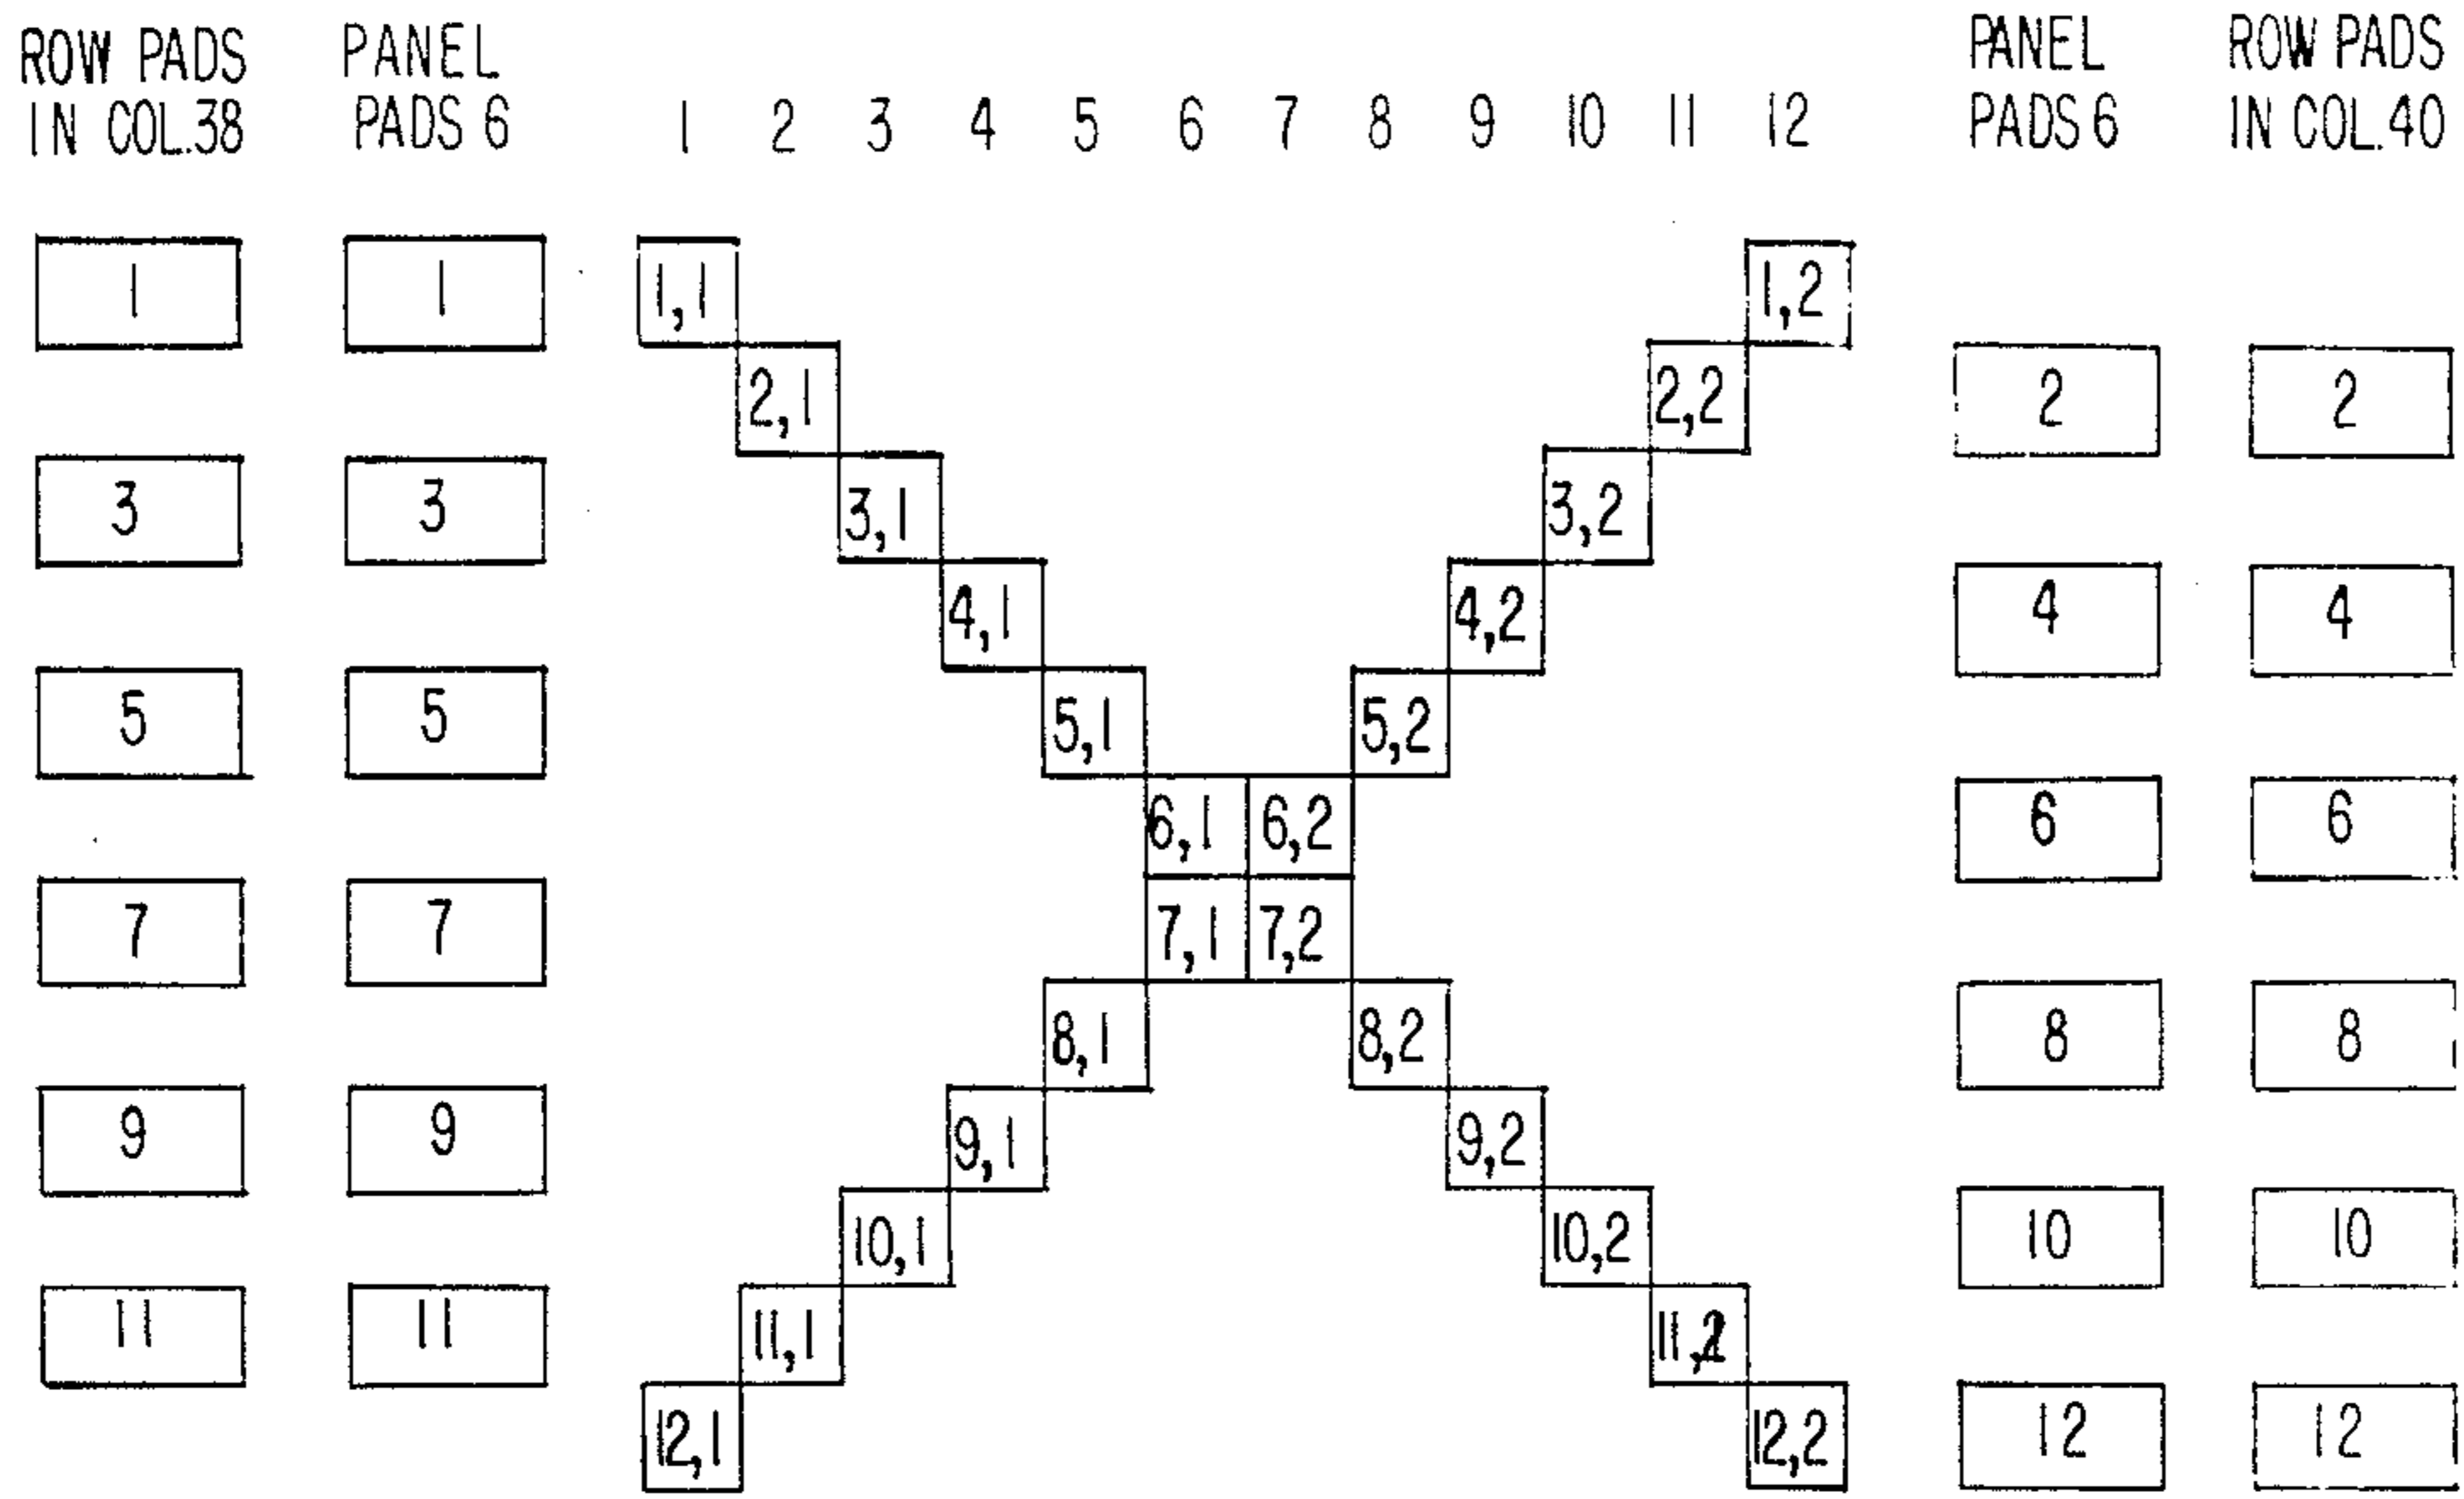 ROW PADS PANEL PANEL ROW PADS
IN COL.38 PADS 6 1 2 3 4 5 6 7 8 9 10 11 12 PADS 6 IN COL.40
1 1 1,1 1,2
2,1 2,2 2 2
3 3 3,1 3,2
4,1 4,2 4 4
5 5 5,1 5,2
6,1 6,2 6 6
7 7 7,1 7,2
8,1 8,2 8 8
9 9 9,1 9,2
10,1 10,2 10 10
11 11 11,1 11,2
12,1 12,2 12 12